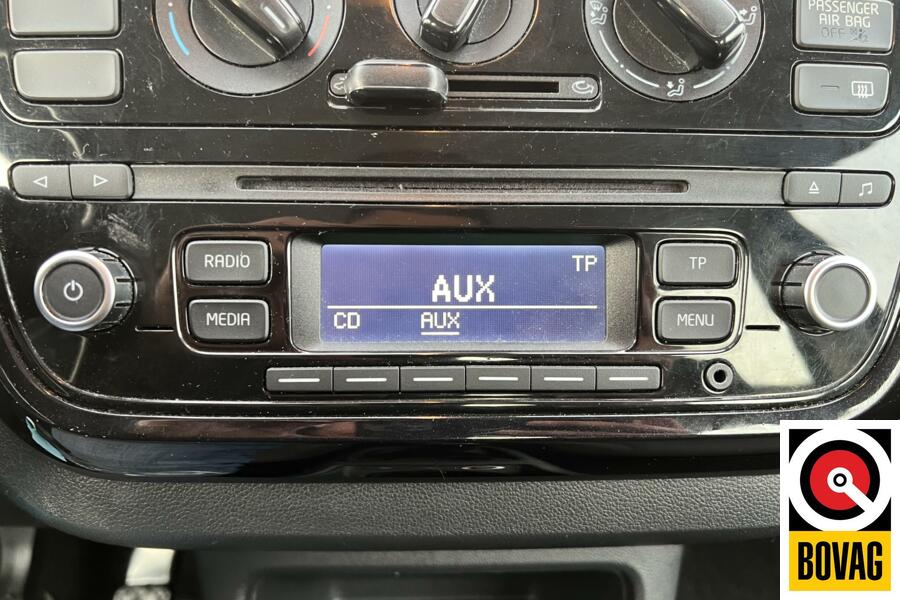 PASSENGER
AIR BAG
OFF
RADIO
MEDIA
TP
AUX
CD AUX
TP
MENU
BOVAG